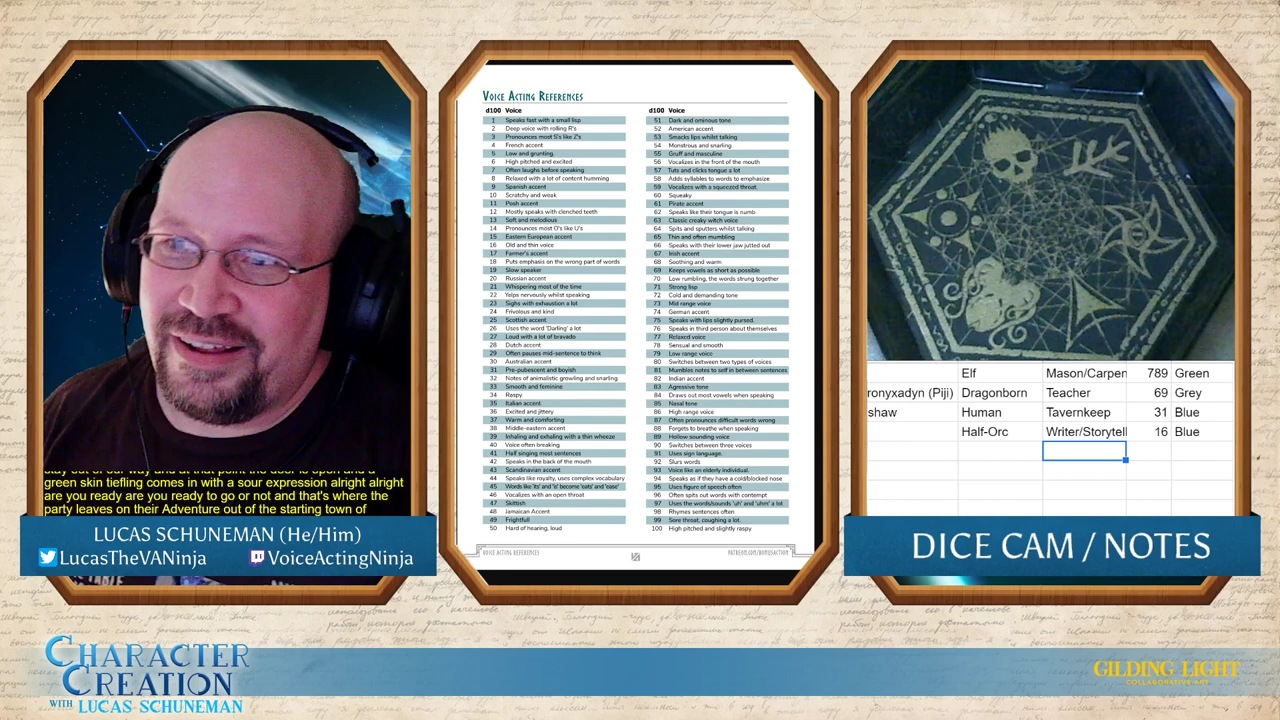 stay out of our way and at that point the door is open and a
green skin tiefling comes in with a sour expression alright alright
are you ready are you ready to go or not and that's where the
party leaves on their Adventure out of the starting town of
LUCAS SCHUNEMAN (He/Him)
LucasTheVANinja VoiceActingNinja
VOICE ACTING REFERENCES
d100 Voice
1 Speaks fast with a small lisp
2 Deep voice with rolling R's
3 Pronounces most S's like Z's
4 French accent
5 Low and grunting.
6 High pitched and excited
7 Often laughs before speaking
8 Relaxed with a lot of content humming
9 Spanish accent
10 Scratchy and weak
11 Posh accent
12 Mostly speaks with clenched teeth
13 Soft and melodious
14 Pronounces most O's like U's
15 Eastern European accent
16 Old and thin voice
17 Farmer's accent
18 Puts emphasis on the wrong part of words
19 Slow speaker
20 Russian accent
21 Whispering most of the time
22 Yelps nervously whilst speaking
23 Sighs with exhaustion a lot
24 Frivolous and kind
25 Scottish accent
26 Uses the word 'Darling' a lot
27 Loud with a lot of bravado
28 Dutch accent
29 Often pauses mid-sentence to think
30 Australian accent
31 Pre-pubescent and boyish
32 Notes of animalistic growling and snarling
33 Smooth and feminine
34 Raspy
35 Italian accent
36 Excited and jittery
37 Warm and comforting
38 Middle-eastern accent
39 Inhaling and exhaling with a thin wheeze
40 Voice often breaking
41 Half singing most sentences
42 Speaks in the back of the mouth
43 Scandinavian accent
44 Speaks like royalty, uses complex vocabulary
45 Words like 'its' and 'is' become 'eats' and 'ease'
46 Vocalizes with an open throat
47 Skittish
48 Jamaican Accent
49 Frightfull
50 Hard of hearing, loud
d100 Voice
51 Dark and ominous tone
52 American accent
53 Smacks lips whilst talking
54 Monstrous and snarling
55 Gruff and masculine
56 Vocalizes in the front of the mouth
57 Tuts and clicks tongue a lot
58 Adds syllables to words to emphasize
59 Vocalizes with a squeezed throat.
60 Squeaky
61 Pirate accent
62 Speaks like their tongue is numb
63 Classic creaky witch voice
64 Spits and sputters whilst talking
65 Thin and often mumbling
66 Speaks with their lower jaw jutted out
67 Irish accent
68 Soothing and warm
69 Keeps vowels as short as possible
70 Low rumbling, the words strung together
71 Strong lisp
72 Cold and demanding tone
73 Mid range voice
74 German accent
75 Speaks with lips slightly pursed.
76 Speaks in third person about themselves
77 Relaxed voice
78 Sensual and smooth
79 Low range voice
80 Switches between two types of voices
81 Mumbles notes to self in between sentences
82 Indian accent
83 Agressive tone
84 Draws out most vowels when speaking
85 Nasal tone
86 High range voice
87 Often pronounces difficult words wrong
88 Forgets to breathe when speaking
89 Hollow sounding voice
90 Switches between three voices
91 Uses sign language.
92 Slurs words
93 Voice like an elderly individual.
94 Speaks as if they have a cold/blocked nose
95 Uses figure of speech often
96 Often spits out words with contempt
97 Uses the words/sounds 'uh' and 'uhm' a lot
98 Rhymes sentences often
99 Sore throat, coughing a lot.
100 High pitched and slightly raspy
VOICE ACTING REFERENCES
PATREON.COM/BONUSACTION
Elf Mason/Carpen 789 Green
ronyxadyn (Piji) Dragonborn Teacher 69 Grey
shaw Human Tavernkeep 31 Blue
Half-Orc Writer/Storytell 16 Blue
DICE CAM / NOTES
CHARACTER
CREATION
WITH LUCAS SCHUNEMAN
GILDING LIGHT
COLLABORATIVE ART